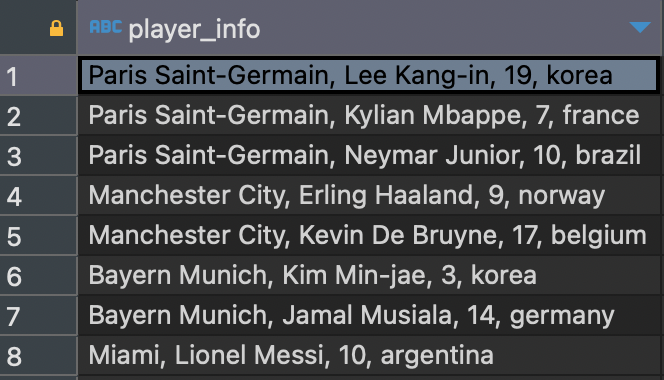 ABC player_info
1 Paris Saint-Germain, Lee Kang-in, 19, korea
2 Paris Saint-Germain, Kylian Mbappe, 7, france
3 Paris Saint-Germain, Neymar Junior, 10, brazil
4 Manchester City, Erling Haaland, 9, norway
5 Manchester City, Kevin De Bruyne, 17, belgium
6 Bayern Munich, Kim Min-jae, 3, korea
7 Bayern Munich, Jamal Musiala, 14, germany
8 Miami, Lionel Messi, 10, argentina